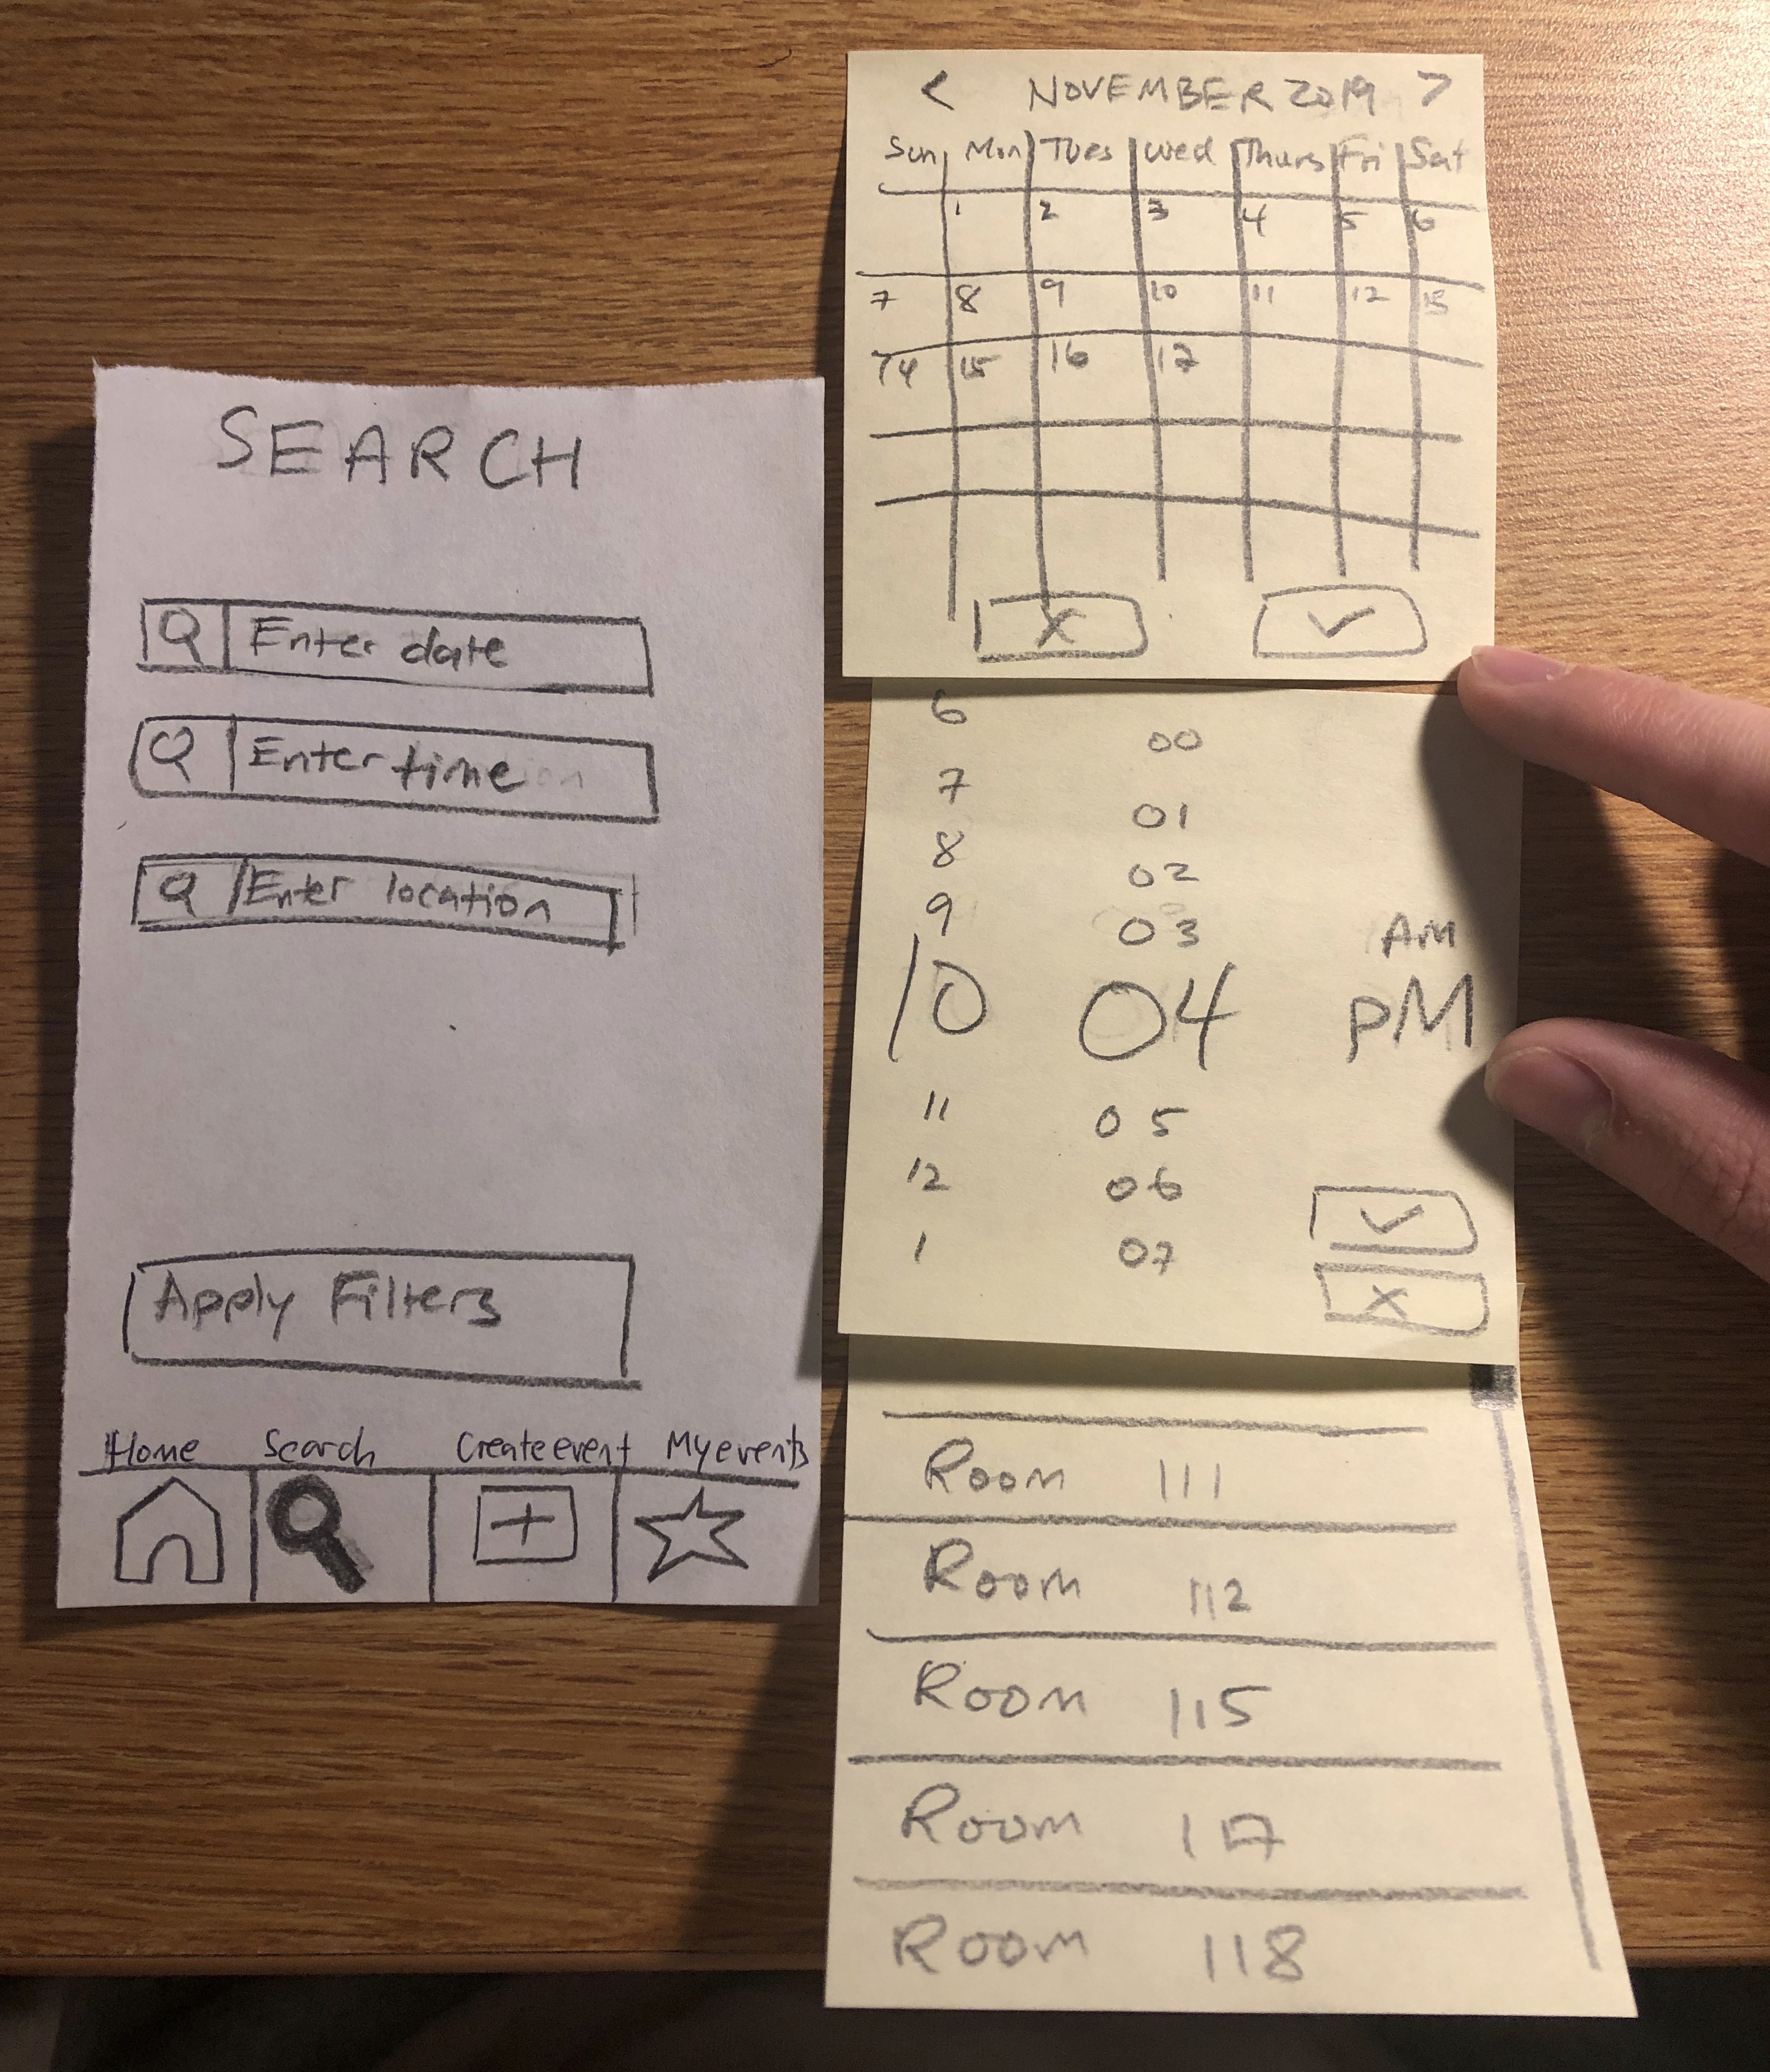 SEARCH
Enter date
Enter time
Enter location
Apply Filters
Home Search Create event My events
< NOVEMBER 2019 >
Sun Mon Tues Wed Thurs Fri Sat
1 2 3 4 5 6
7 8 9 10 11 12 13
14 15 16 17
X ✓
6 00
7 01
8 02
9 03 AM
10 04 PM
11 05
12 06
1 07
✓
X
Room 111
Room 112
Room 115
Room 117
Room 118